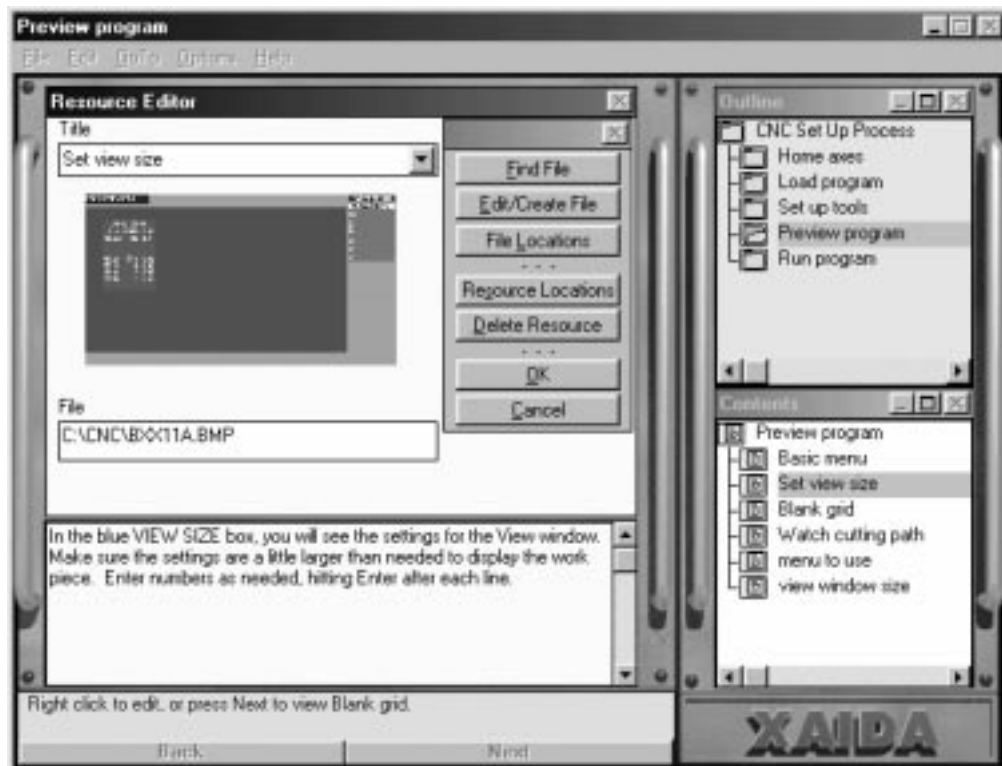 Preview program
File Edit GoTo Options Help
Resource Editor
Title
Set view size
File
C:\CNC\BXX11A.BMP
Find File
Edit/Create File
File Locations
- - -
Resource Locations
Delete Resource
- - -
OK
Cancel
In the blue VIEW SIZE box, you will see the settings for the View window.
Make sure the settings are a little larger than needed to display the work
piece. Enter numbers as needed, hitting Enter after each line.
Right click to edit, or press Next to view Blank grid.
Back
Next
Outline
CNC Set Up Process
Home axes
Load program
Set up tools
Preview program
Run program
Contents
Preview program
Basic menu
Set view size
Blank grid
Watch cutting path
menu to use
view window size
XAIDA